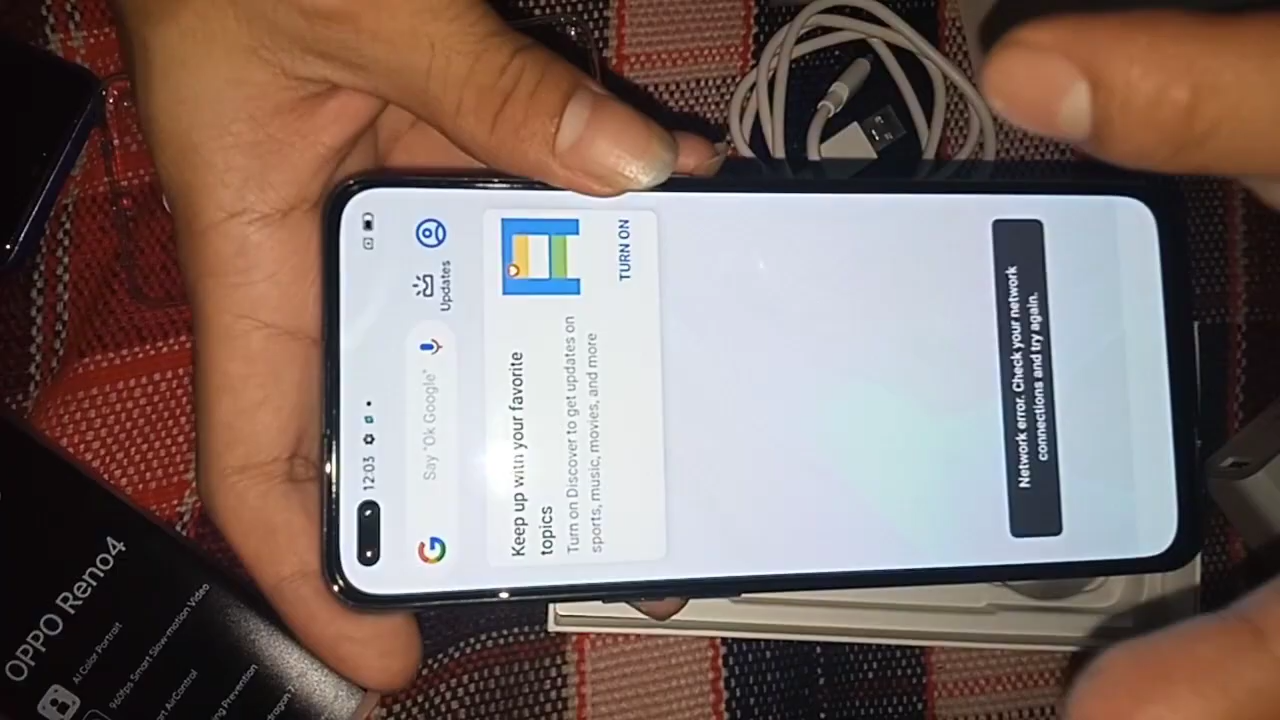 12:03
Say "Ok Google"
Updates
Keep up with your favorite
topics
Turn on Discover to get updates on
sports, music, movies, and more
TURN ON
Network error. Check your network
connections and try again.
OPPO Reno4
AI Color Portrait
960fps Smart Slow-motion Video
AirControl
Prevention